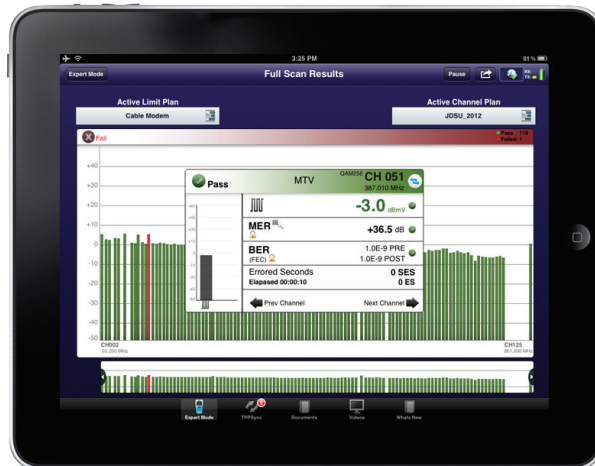 3:25 PM
81 %
Expert Mode
Full Scan Results
Pause
RX:
TX:
Active Limit Plan
Active Channel Plan
Cable Modem
JDSU_2012
Fail
Pass : 118
Failed: 1
+40
+30
+20
+10
0
-10
-20
-30
-40
-50
Pass
MTV
QAM256 CH 051
387.010 MHz
-3.0 dBmV
MER
+36.5 dB
BER
(FEC)
1.0E-9 PRE
1.0E-9 POST
Errored Seconds
0 SES
Elapased 00:00:10
0 ES
Prev Channel
Next Channel
CH002
CH125
Expert Mode
TPPSync
Documents
Videos
Whats New